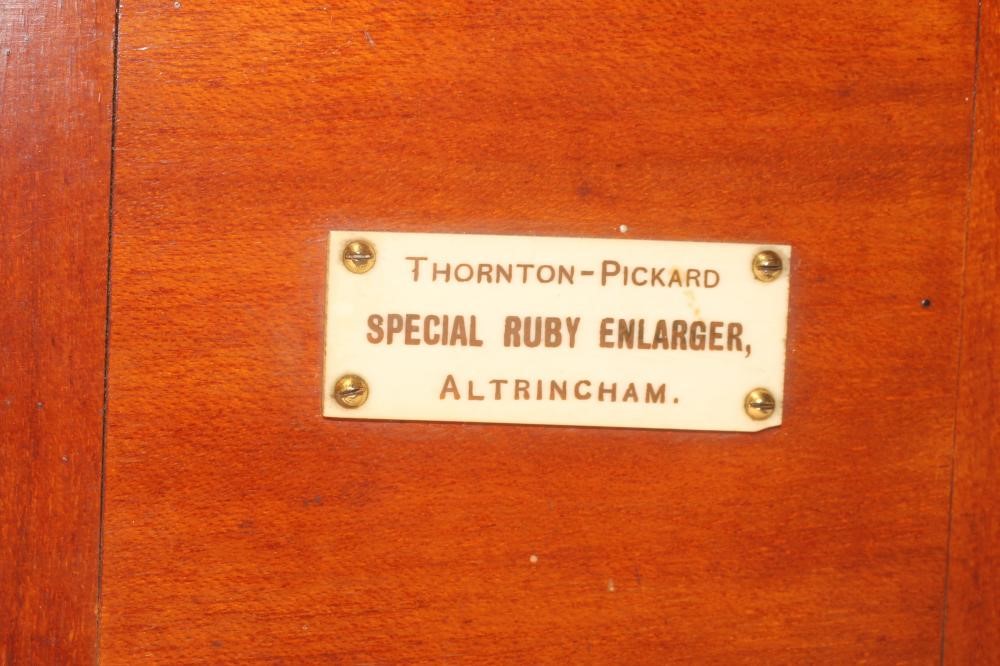 THORNTON-PICKARD
SPECIAL RUBY ENLARGER,
ALTRINCHAM.